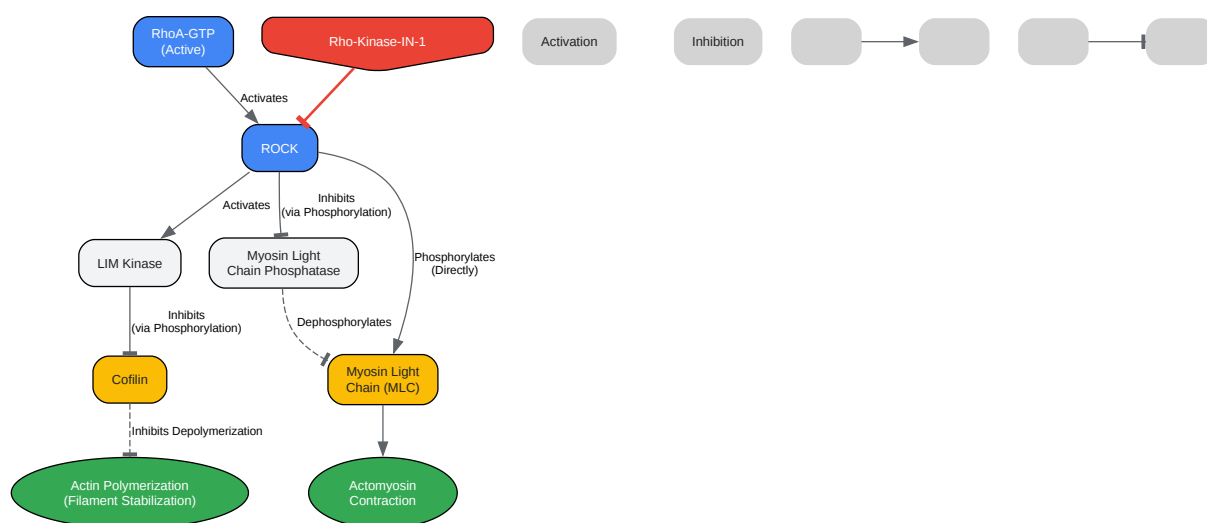 RhoA-GTP
(Active)
Rho-Kinase-IN-1
Activation
Inhibition
Activates
ROCK
Activates
Inhibits
(via Phosphorylation)
LIM Kinase
Myosin Light
Chain Phosphatase
Phosphorylates
(Directly)
Inhibits
(via Phosphorylation)
Dephosphorylates
Cofilin
Myosin Light
Chain (MLC)
Inhibits Depolymerization
Actin Polymerization
(Filament Stabilization)
Actomyosin
Contraction